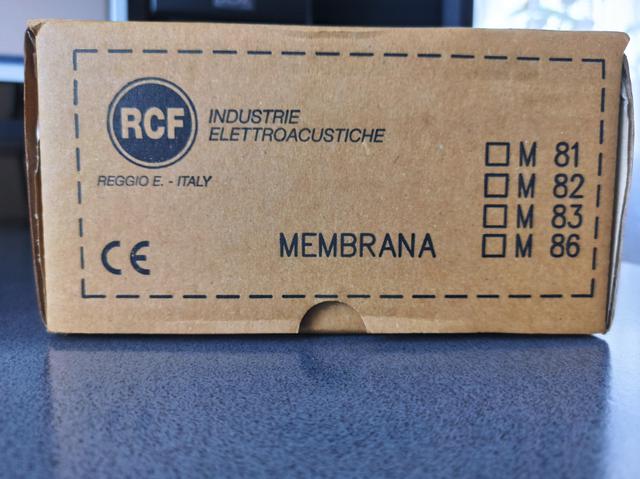 RCF
INDUSTRIE
ELETTROACUSTICHE
REGGIO E. - ITALY
CE
MEMBRANA
M 81
M 82
M 83
M 86